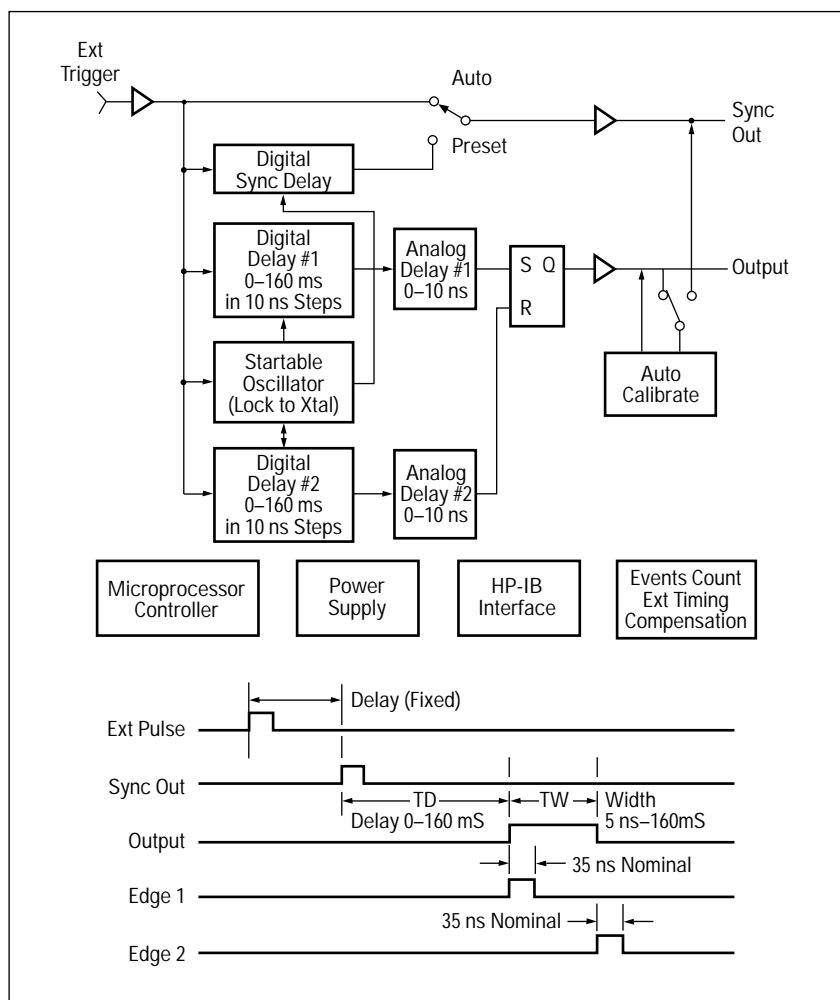 Ext
Trigger
Auto
Sync
Out
Preset
Digital
Sync Delay
Digital
Delay #1
0–160 ms
in 10 ns Steps
Analog
Delay #1
0–10 ns
S Q
R
Output
Startable
Oscillator
(Lock to Xtal)
Auto
Calibrate
Digital
Delay #2
0–160 ms
in 10 ns Steps
Analog
Delay #2
0–10 ns
Microprocessor
Controller
Power
Supply
HP-IB
Interface
Events Count
Ext Timing
Compensation
Delay (Fixed)
Ext Pulse
Sync Out
TD
TW
Width
Delay 0–160 mS
5 ns–160mS
Output
35 ns Nominal
Edge 1
35 ns Nominal
Edge 2